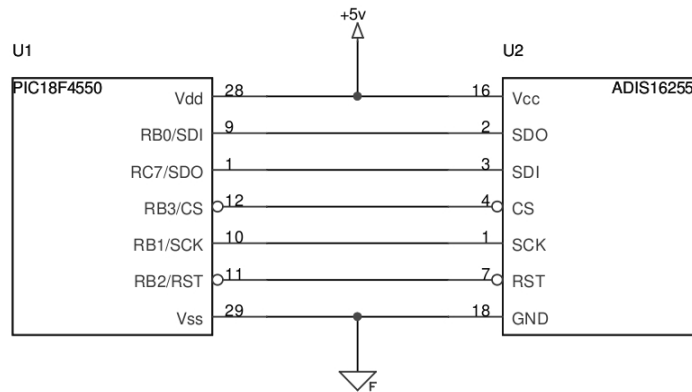 +5v
U1
U2
PIC18F4550
ADIS16255
Vdd 28 16 Vcc
RB0/SDI 9 2 SDO
RC7/SDO 1 3 SDI
RB3/CS 12 4 CS
RB1/SCK 10 1 SCK
RB2/RST 11 7 RST
Vss 29 18 GND
F